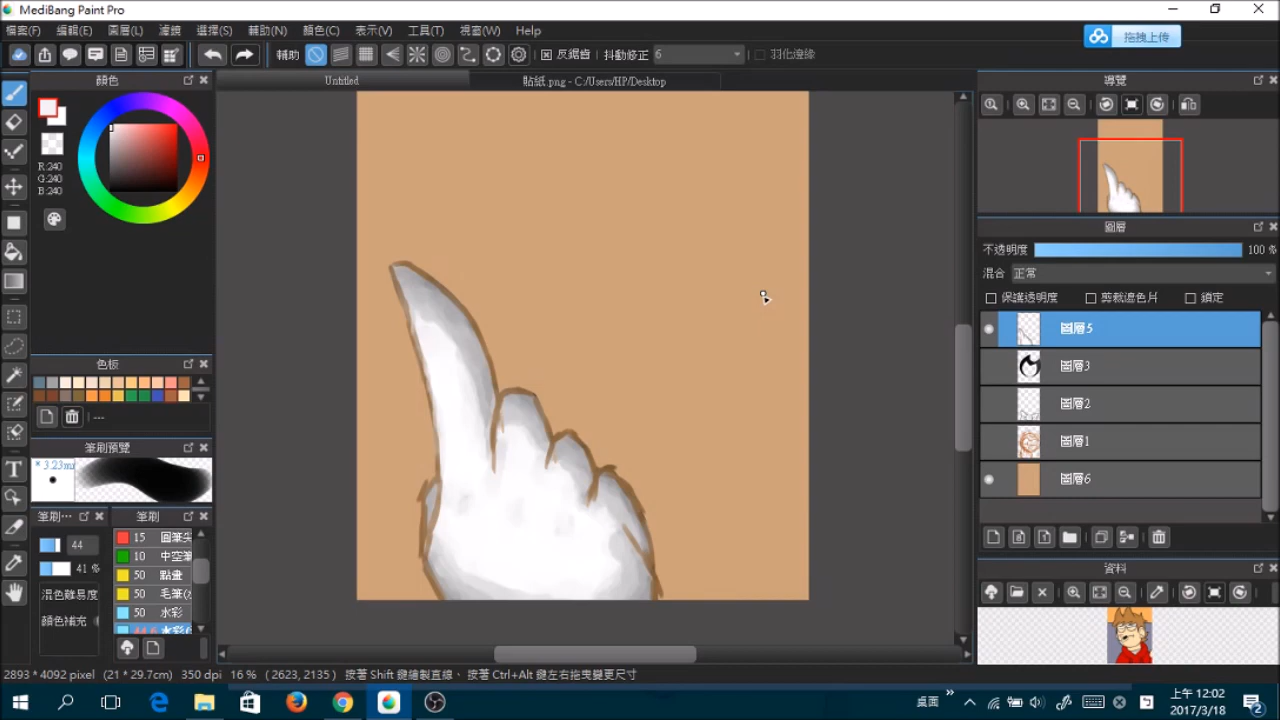 MediBang Paint Pro
檔案(F) 編輯(E) 圖層(L) 濾鏡 選擇(S) 輔助(N) 顏色(C) 表示(V) 工具(T) 視窗(W) Help
拖拽上传
輔助 反鋸齒 抖動修正 6 羽化邊緣
顏色
Untitled
貼紙.png - C:/Users/HP/Desktop
導覽
R:240
G:240
B:240
圖層
不透明度 100 %
混合 正常
保護透明度 剪裁遮色片 鎖定
圖層5
圖層3
圖層2
圖層1
圖層6
色板
---
筆刷預覽
* 3.23m
筆刷… 筆刷
44
41 %
混色難易度
顏色補充
15 圓筆尖
10 中空筆
50 點畫
50 毛筆(
50 水彩
水彩(
資料
2893 * 4092 pixel (21 * 29.7cm) 350 dpi 16 % ( 2623, 2135 ) 按著 Shift 鍵繪製直線、按著 Ctrl+Alt 鍵左右拖曳變更尺寸
桌面
上午 12:02
2017/3/18
2